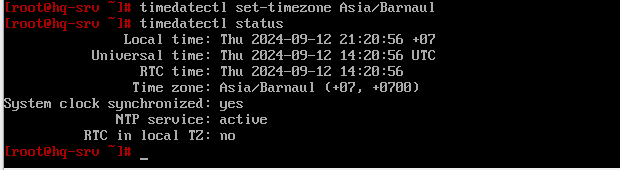 [root@hq-srv ~]# timedatectl set-timezone Asia/Barnaul
[root@hq-srv ~]# timedatectl status
Local time: Thu 2024-09-12 21:20:56 +07
Universal time: Thu 2024-09-12 14:20:56 UTC
RTC time: Thu 2024-09-12 14:20:56
Time zone: Asia/Barnaul (+07, +0700)
System clock synchronized: yes
NTP service: active
RTC in local TZ: no
[root@hq-srv ~]# _